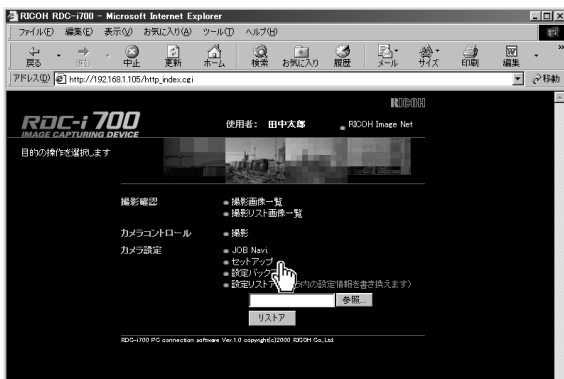 RICOH RDC-i700 - Microsoft Internet Explorer
ファイル(F) 編集(E) 表示(V) お気に入り(A) ツール(T) ヘルプ(H)
戻る 進む 中止 更新 ホーム 検索 お気に入り 履歴 メール サイズ 印刷 編集
アドレス(D) http://192.168.1.105/http_index.cgi 移動
RICOH
RDC-i 700
IMAGE CAPTURING DEVICE
使用者: 田中太郎 RICOH Image Net
目的の操作を選択します
撮影確認
撮影画像一覧
撮影リスト画像一覧
カメラコントロール 撮影
カメラ設定
JOB Navi
セットアップ
設定バック
設定リスト 内の設定情報を書き換えます)
参照...
リストア
RDC-i700 PC connection software Ver.1.0 copyright(c)2000 RICOH Co.,Ltd.